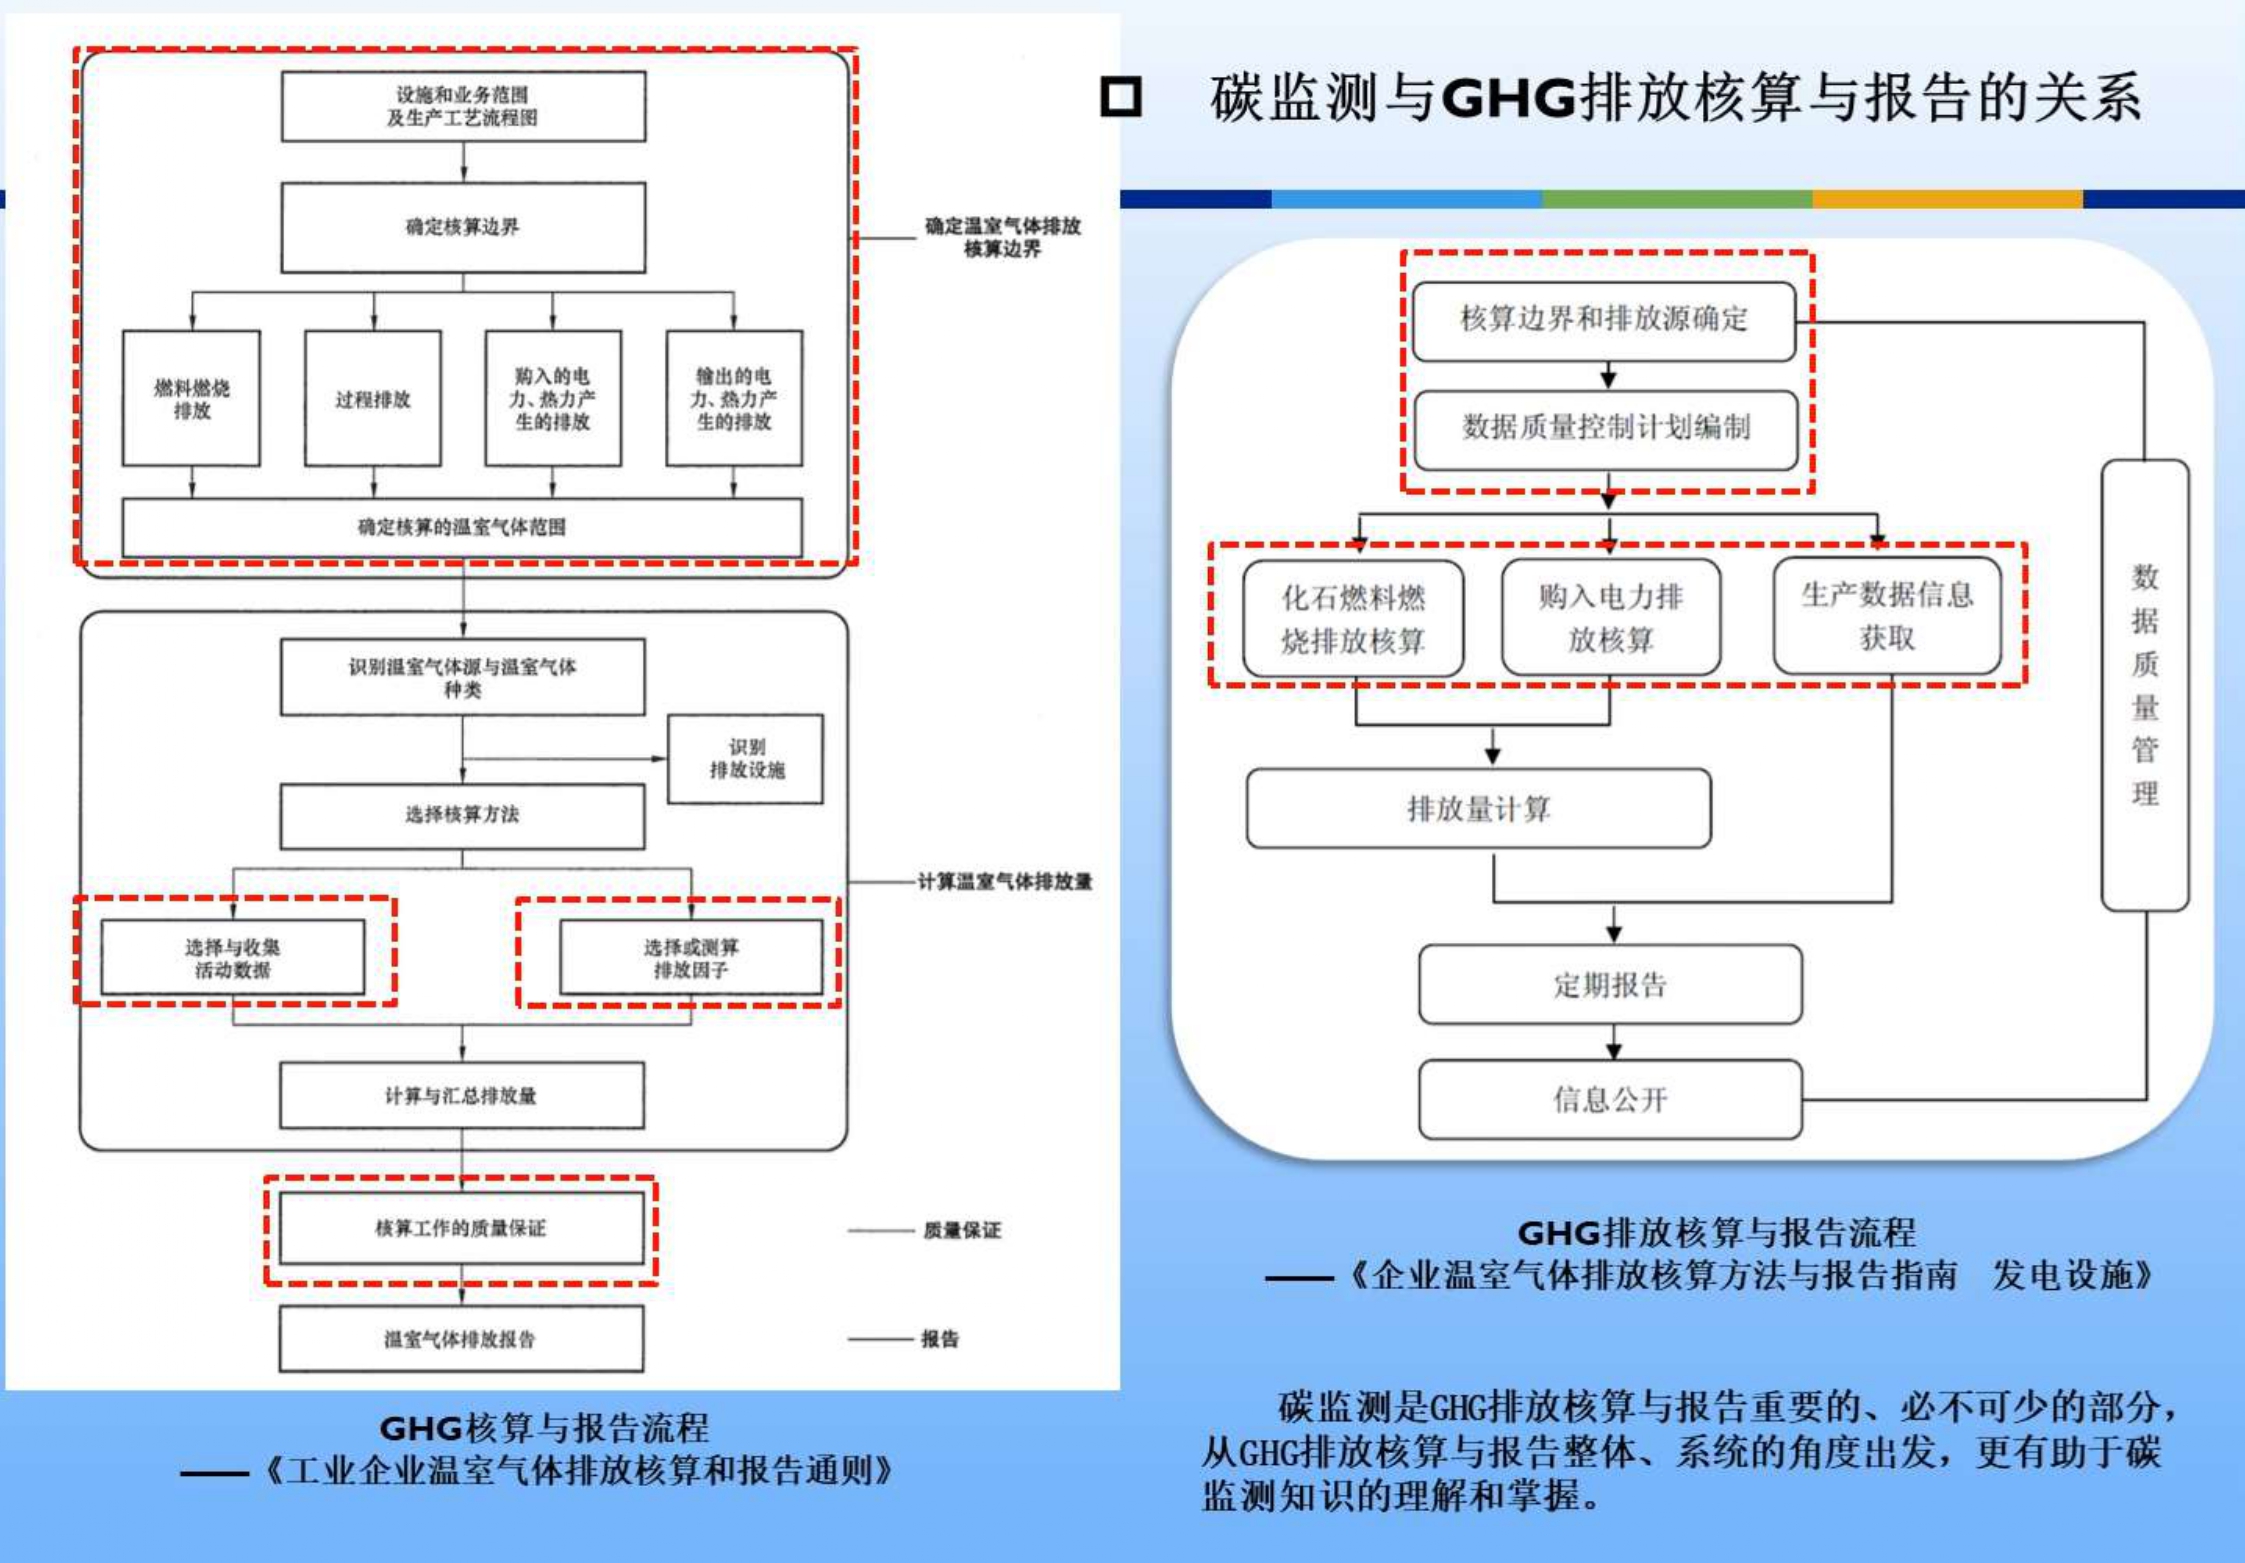 碳监测与GHG排放核算与报告的关系
设施和业务范围
及生产工艺流程图
确定核算边界
确定温室气体排放
核算边界
燃料燃烧
排放
过程排放
购入的电
力、热力产
生的排放
输出的电
力、热力产
生的排放
确定核算的温室气体范围
识别温室气体源与温室气体
种类
识别
排放设施
选择核算方法
计算温室气体排放量
选择与收集
活动数据
选择或测算
排放因子
计算与汇总排放量
核算工作的质量保证
质量保证
温室气体排放报告
报告
GHG核算与报告流程
——《工业企业温室气体排放核算和报告通则》
核算边界和排放源确定
数据质量控制计划编制
化石燃料燃
烧排放核算
购入电力排
放核算
生产数据信息
获取
数
据
质
量
管
理
排放量计算
定期报告
信息公开
GHG排放核算与报告流程
——《企业温室气体排放核算方法与报告指南 发电设施》
碳监测是GHG排放核算与报告重要的、必不可少的部分，
从GHG排放核算与报告整体、系统的角度出发，更有助于碳
监测知识的理解和掌握。